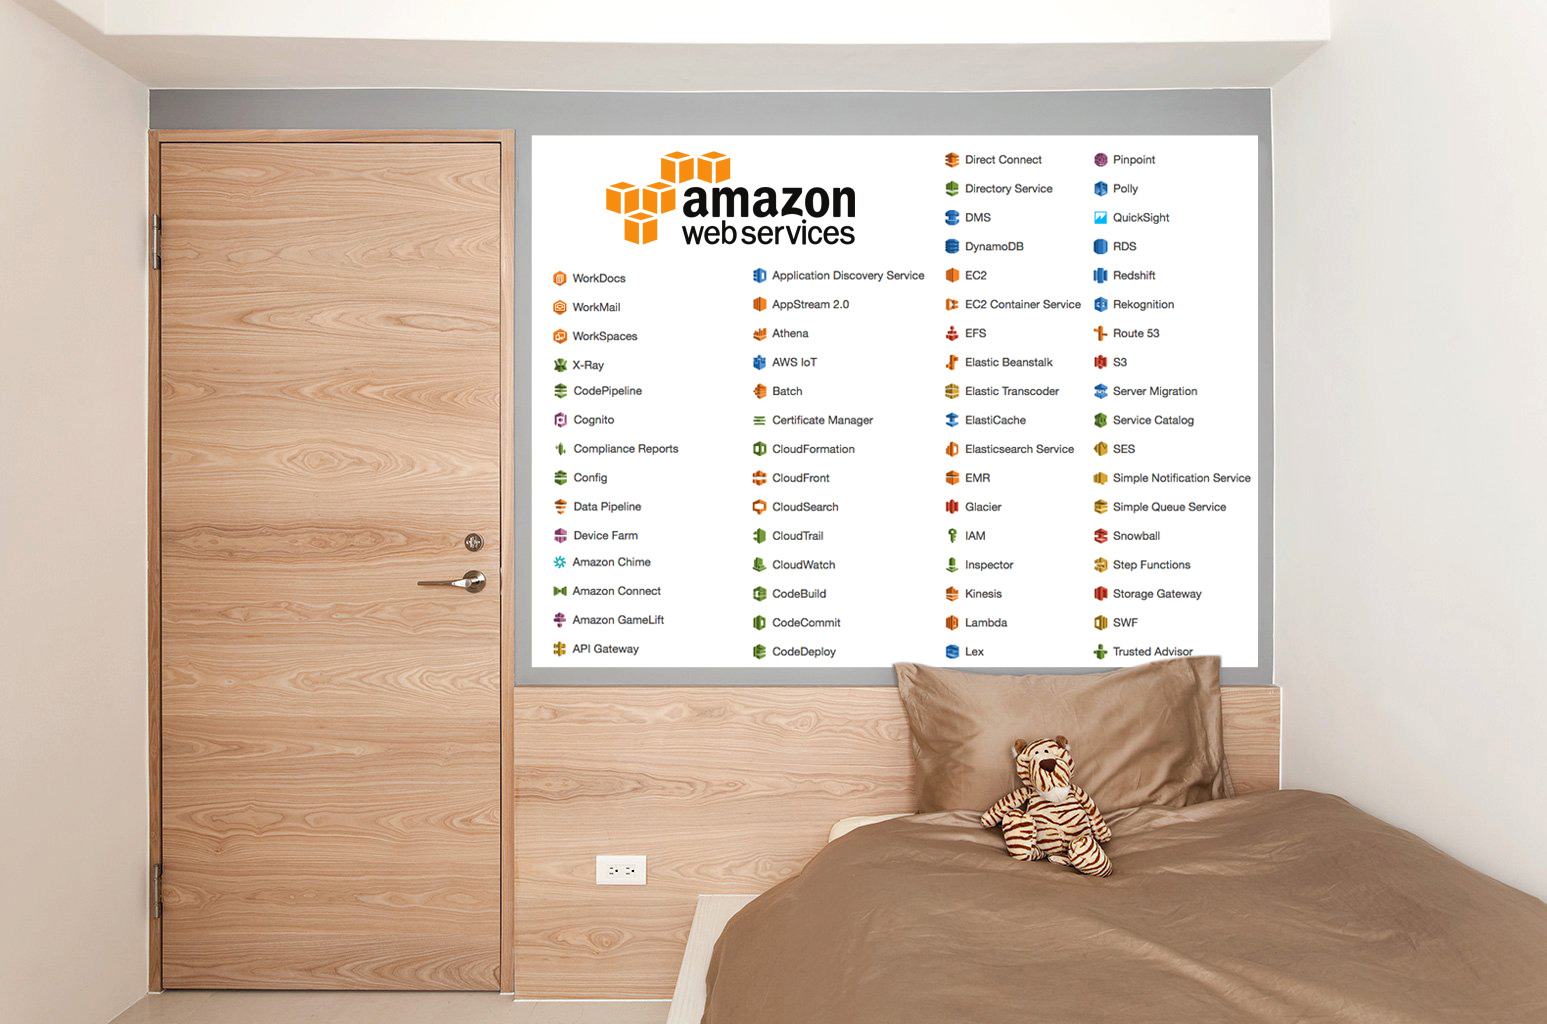 amazon
web services
WorkDocs
WorkMail
WorkSpaces
X-Ray
CodePipeline
Cognito
Compliance Reports
Config
Data Pipeline
Device Farm
Amazon Chime
Amazon Connect
Amazon GameLift
API Gateway
Application Discovery Service
AppStream 2.0
Athena
AWS IoT
Batch
Certificate Manager
CloudFormation
CloudFront
CloudSearch
CloudTrail
CloudWatch
CodeBuild
CodeCommit
CodeDeploy
Direct Connect
Directory Service
DMS
DynamoDB
EC2
EC2 Container Service
EFS
Elastic Beanstalk
Elastic Transcoder
ElastiCache
Elasticsearch Service
EMR
Glacier
IAM
Inspector
Kinesis
Lambda
Lex
Pinpoint
Polly
QuickSight
RDS
Redshift
Rekognition
Route 53
S3
Server Migration
Service Catalog
SES
Simple Notification Service
Simple Queue Service
Snowball
Step Functions
Storage Gateway
SWF
Trusted Advisor